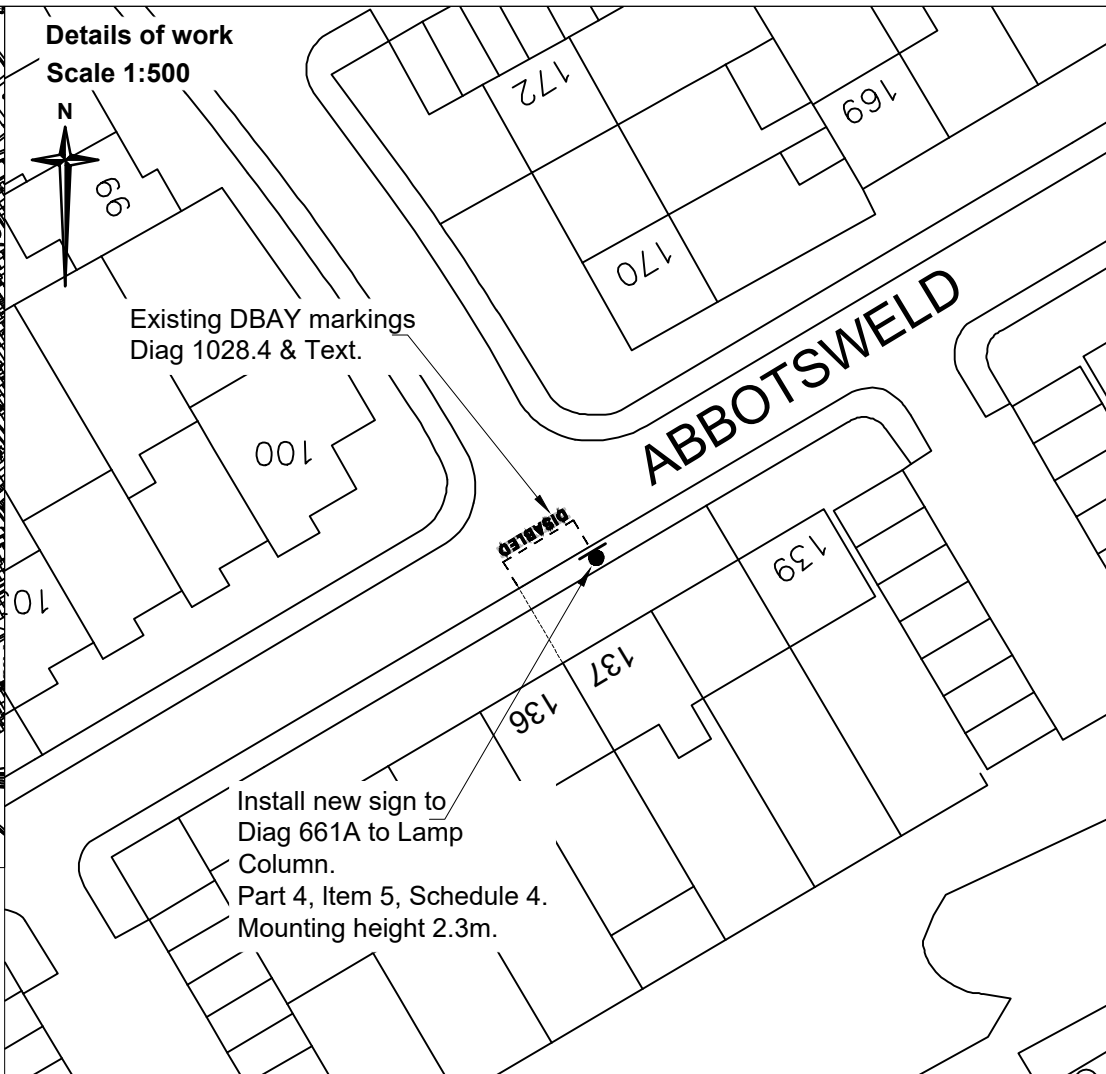 Details of work
Scale 1:500
N
172
169
99
170
Existing DBAY markings
Diag 1028.4 & Text.
ABBOTSWELD
100
DISABLED
139
137
136
Install new sign to
Diag 661A to Lamp
Column.
Part 4, Item 5, Schedule 4.
Mounting height 2.3m.